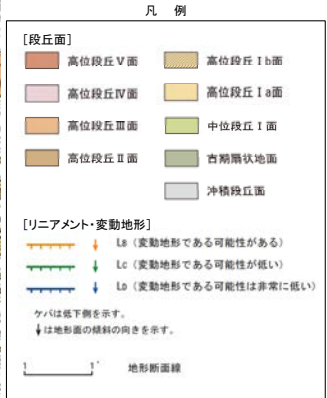 凡 例
[段丘面]
高位段丘Ⅴ面
高位段丘Ⅰb面
高位段丘Ⅳ面
高位段丘Ⅰa面
高位段丘Ⅲ面
中位段丘Ⅰ面
高位段丘Ⅱ面
古期扇状地面
沖積段丘面
[リニアメント・変動地形]
LB (変動地形である可能性がある)
LC (変動地形である可能性が低い)
LD (変動地形である可能性は非常に低い)
ケバは低下側を示す。
↓は地形面の傾斜の向きを示す。
1 1' 地形断面線